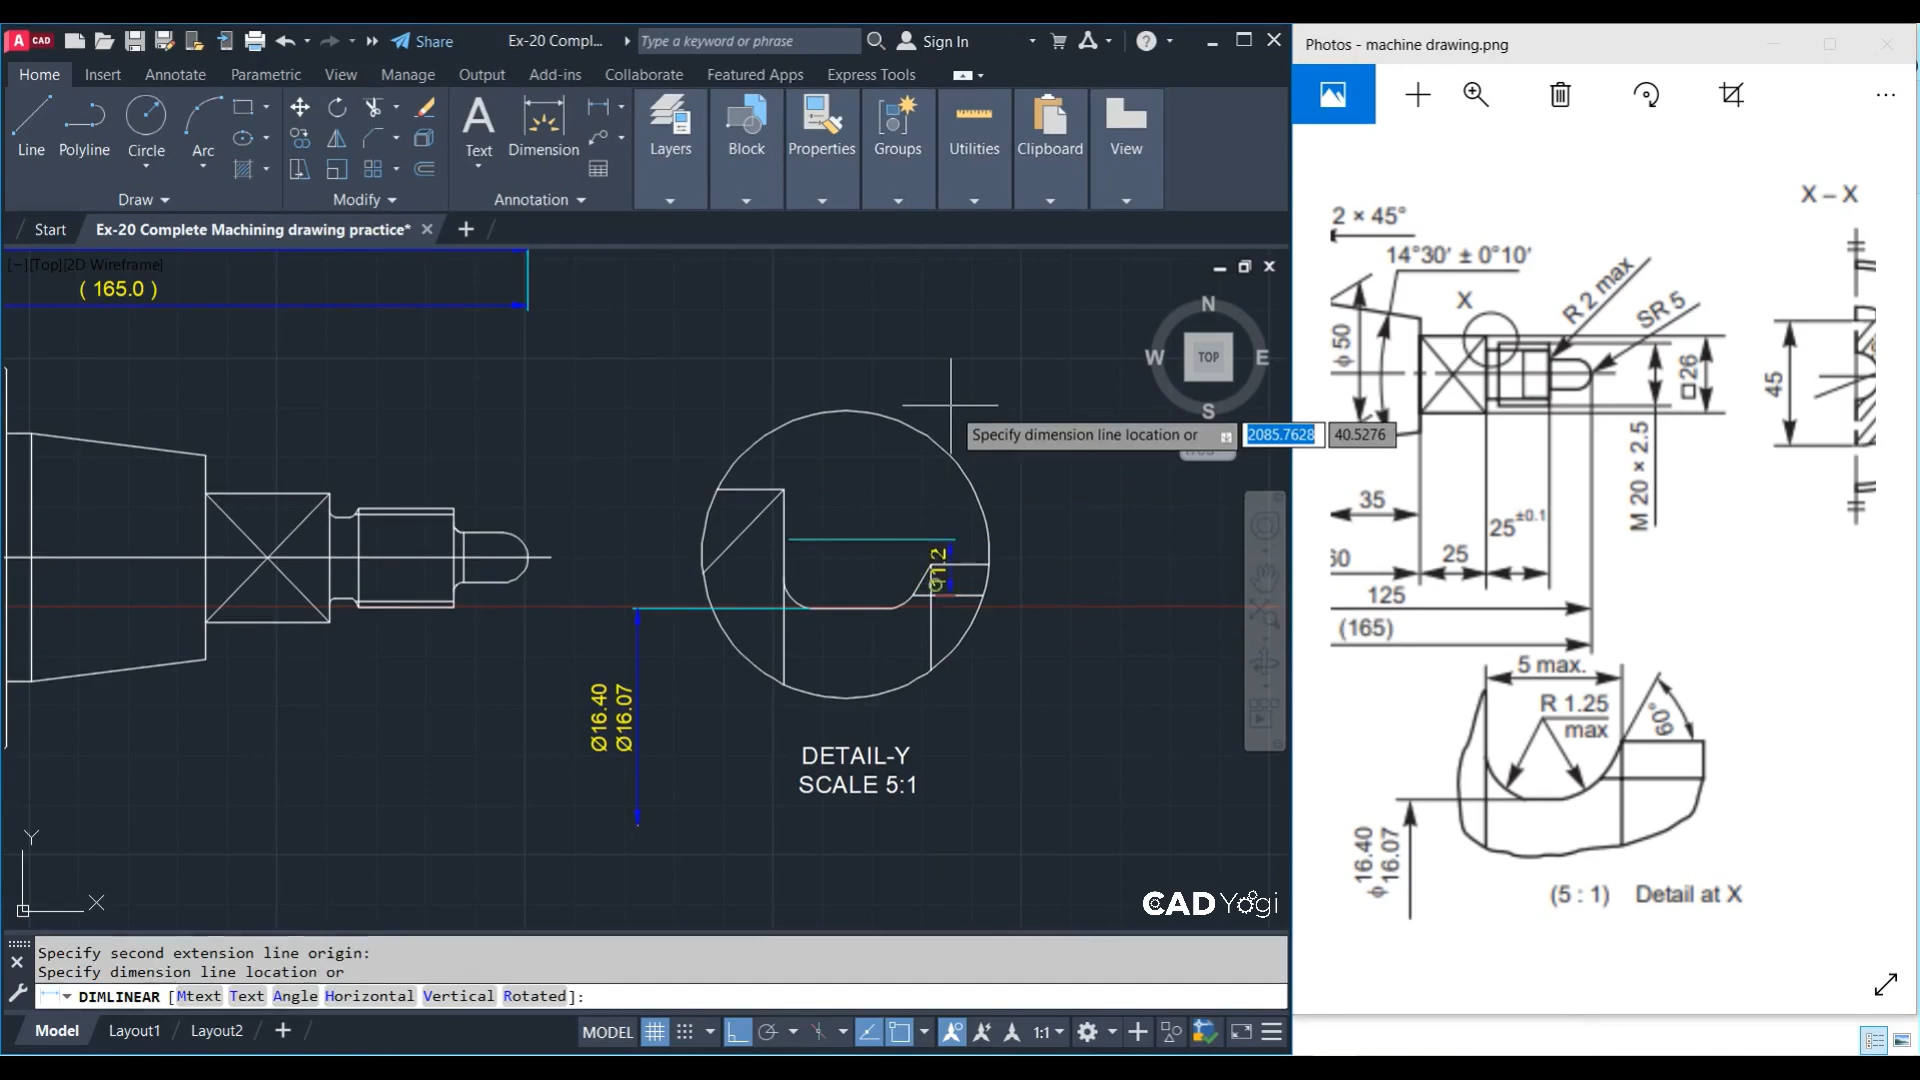 A CAD
Share
Ex-20 Compl...
Type a keyword or phrase
Sign In
Home Insert Annotate Parametric View Manage Output Add-ins Collaborate Featured Apps Express Tools
Line Polyline Circle Arc
Text Dimension
Layers Block Properties Groups Utilities Clipboard View
Draw Modify Annotation
Start Ex-20 Complete Machining drawing practice*
[−][Top][2D Wireframe]
( 165.0 )
N
W TOP E
S
Specify dimension line location or 2085.7628 40.5276
Ø16.40
Ø16.07
DETAIL-Y
SCALE 5:1
Y
X
CAD Yogi
Specify second extension line origin:
Specify dimension line location or
DIMLINEAR [Mtext Text Angle Horizontal Vertical Rotated]:
Model Layout1 Layout2
MODEL 1:1
Photos - machine drawing.png
X – X
2 × 45°
14°30′ ± 0°10′
X
R 2 max
SR 5
ϕ 50
□26
45
M 20 × 2.5
35
25 ±0.1
60
25
125
(165)
5 max.
R 1.25
max
60°
ϕ 16.40
16.07
(5 : 1) Detail at X